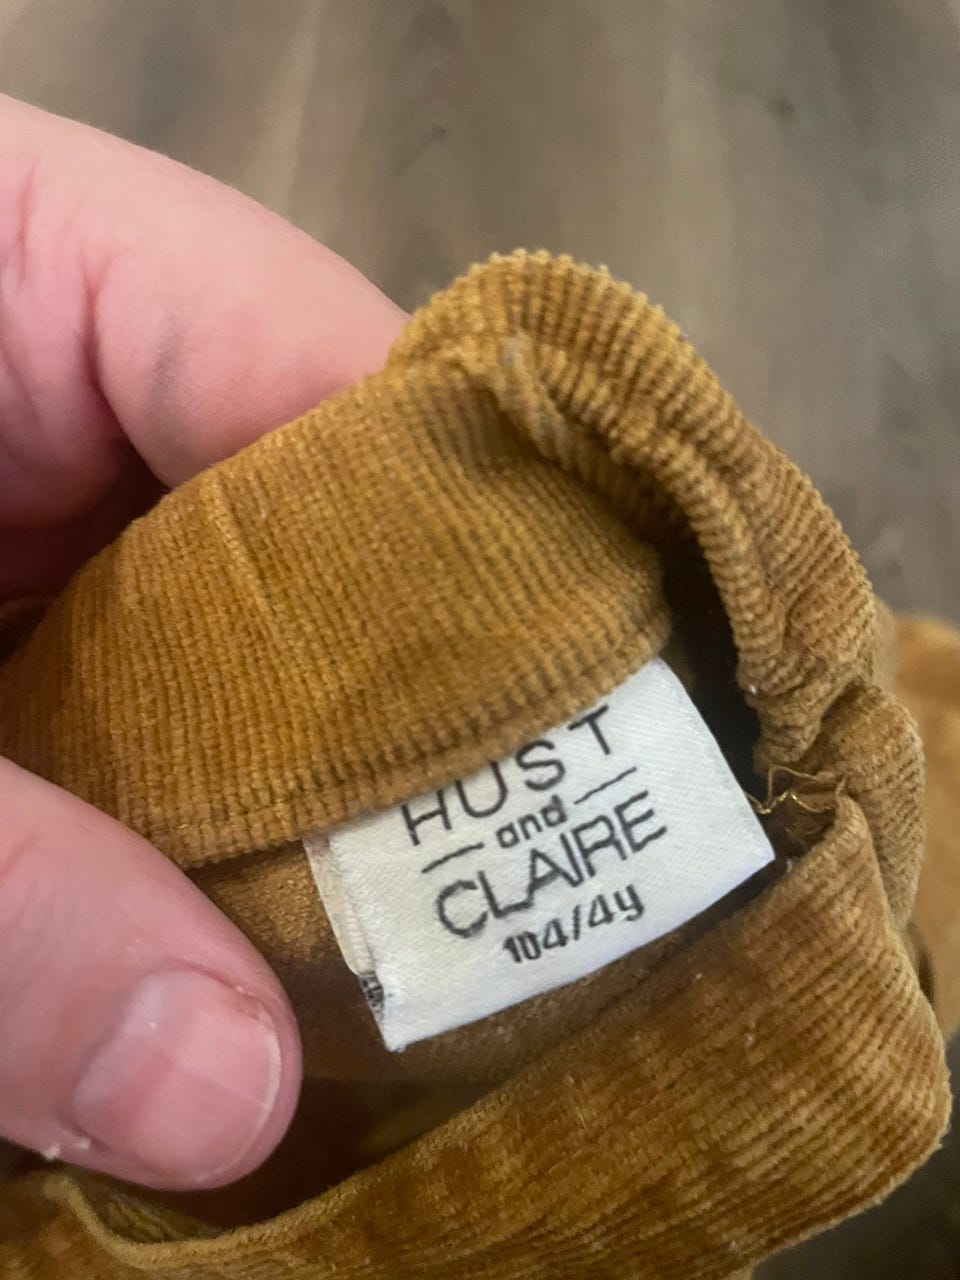 HUST
and
CLAIRE
104/4y